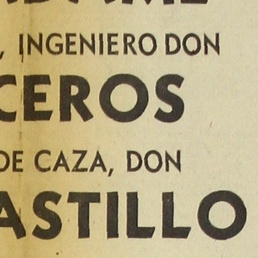 , INGENIERO DON
CEROS
DE CAZA, DON
ASTILLO